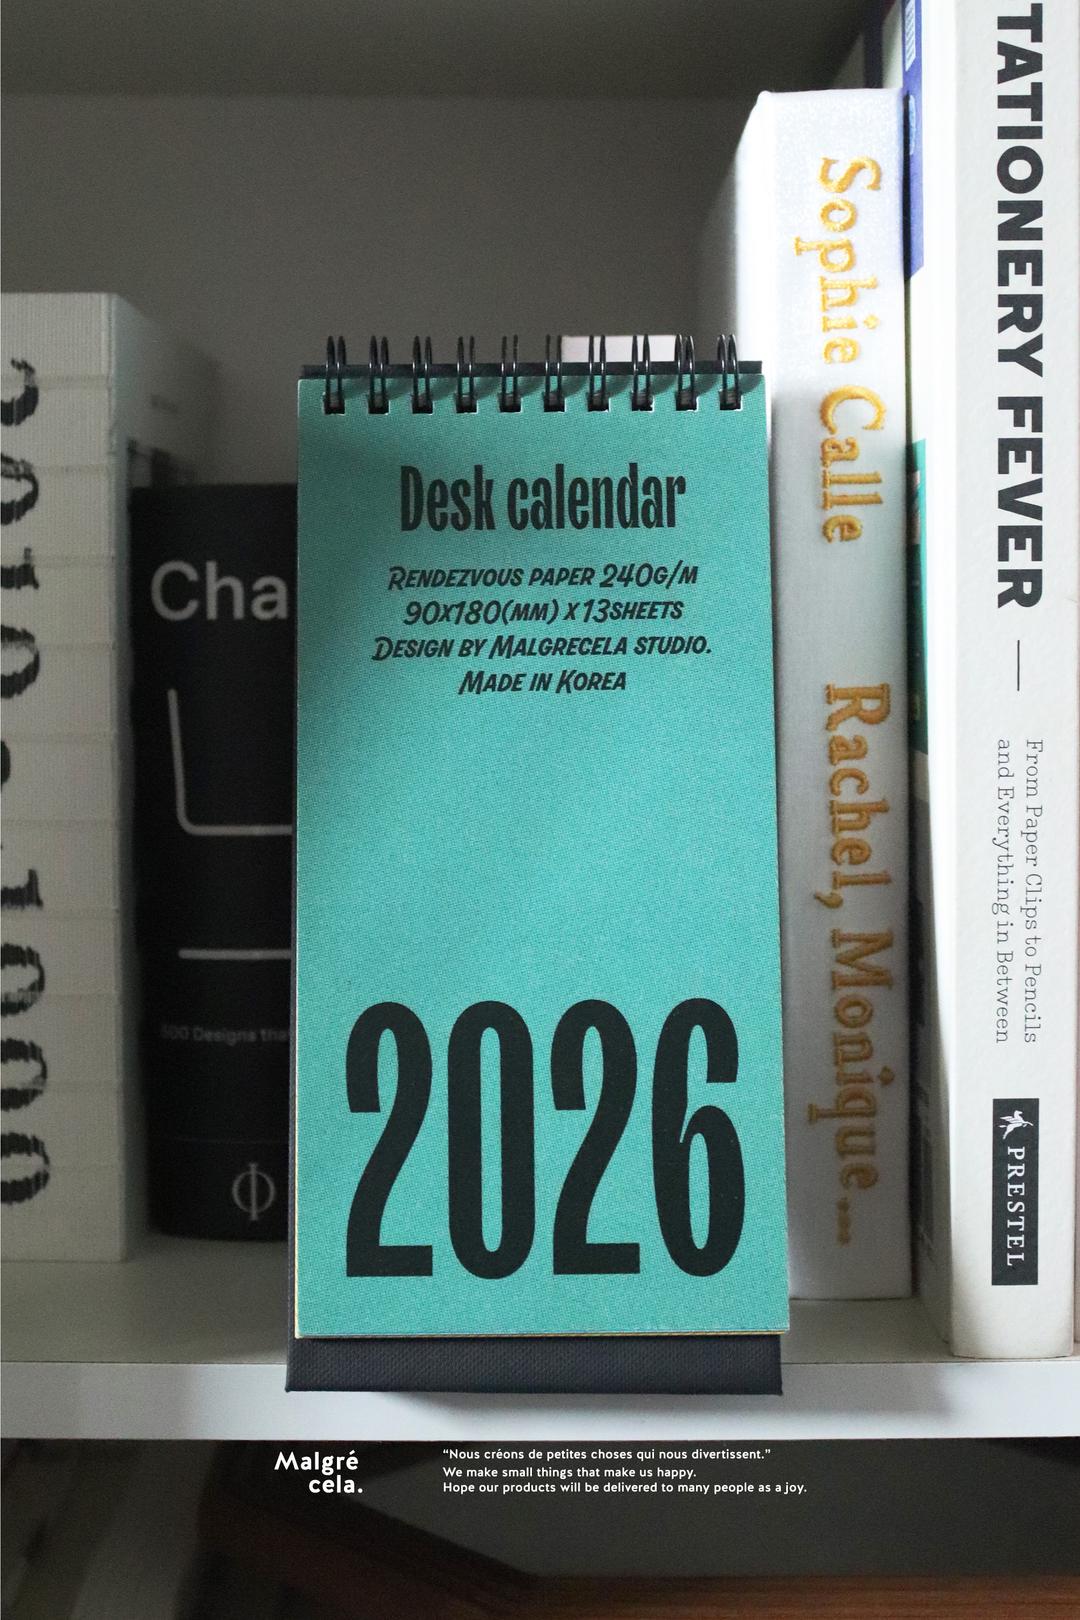 Desk calendar
RENDEZVOUS PAPER 240G/M
90X180(MM) X 13SHEETS
DESIGN BY MALGRECELA STUDIO.
MADE IN KOREA
2026
Cha
500 Designs tha
Sophie Calle
Rachel, Monique...
TATIONERY FEVER
From Paper Clips to Pencils
and Everything in Between
PRESTEL
Malgré
cela.
“Nous créons de petites choses qui nous divertissent.”
We make small things that make us happy.
Hope our products will be delivered to many people as a joy.